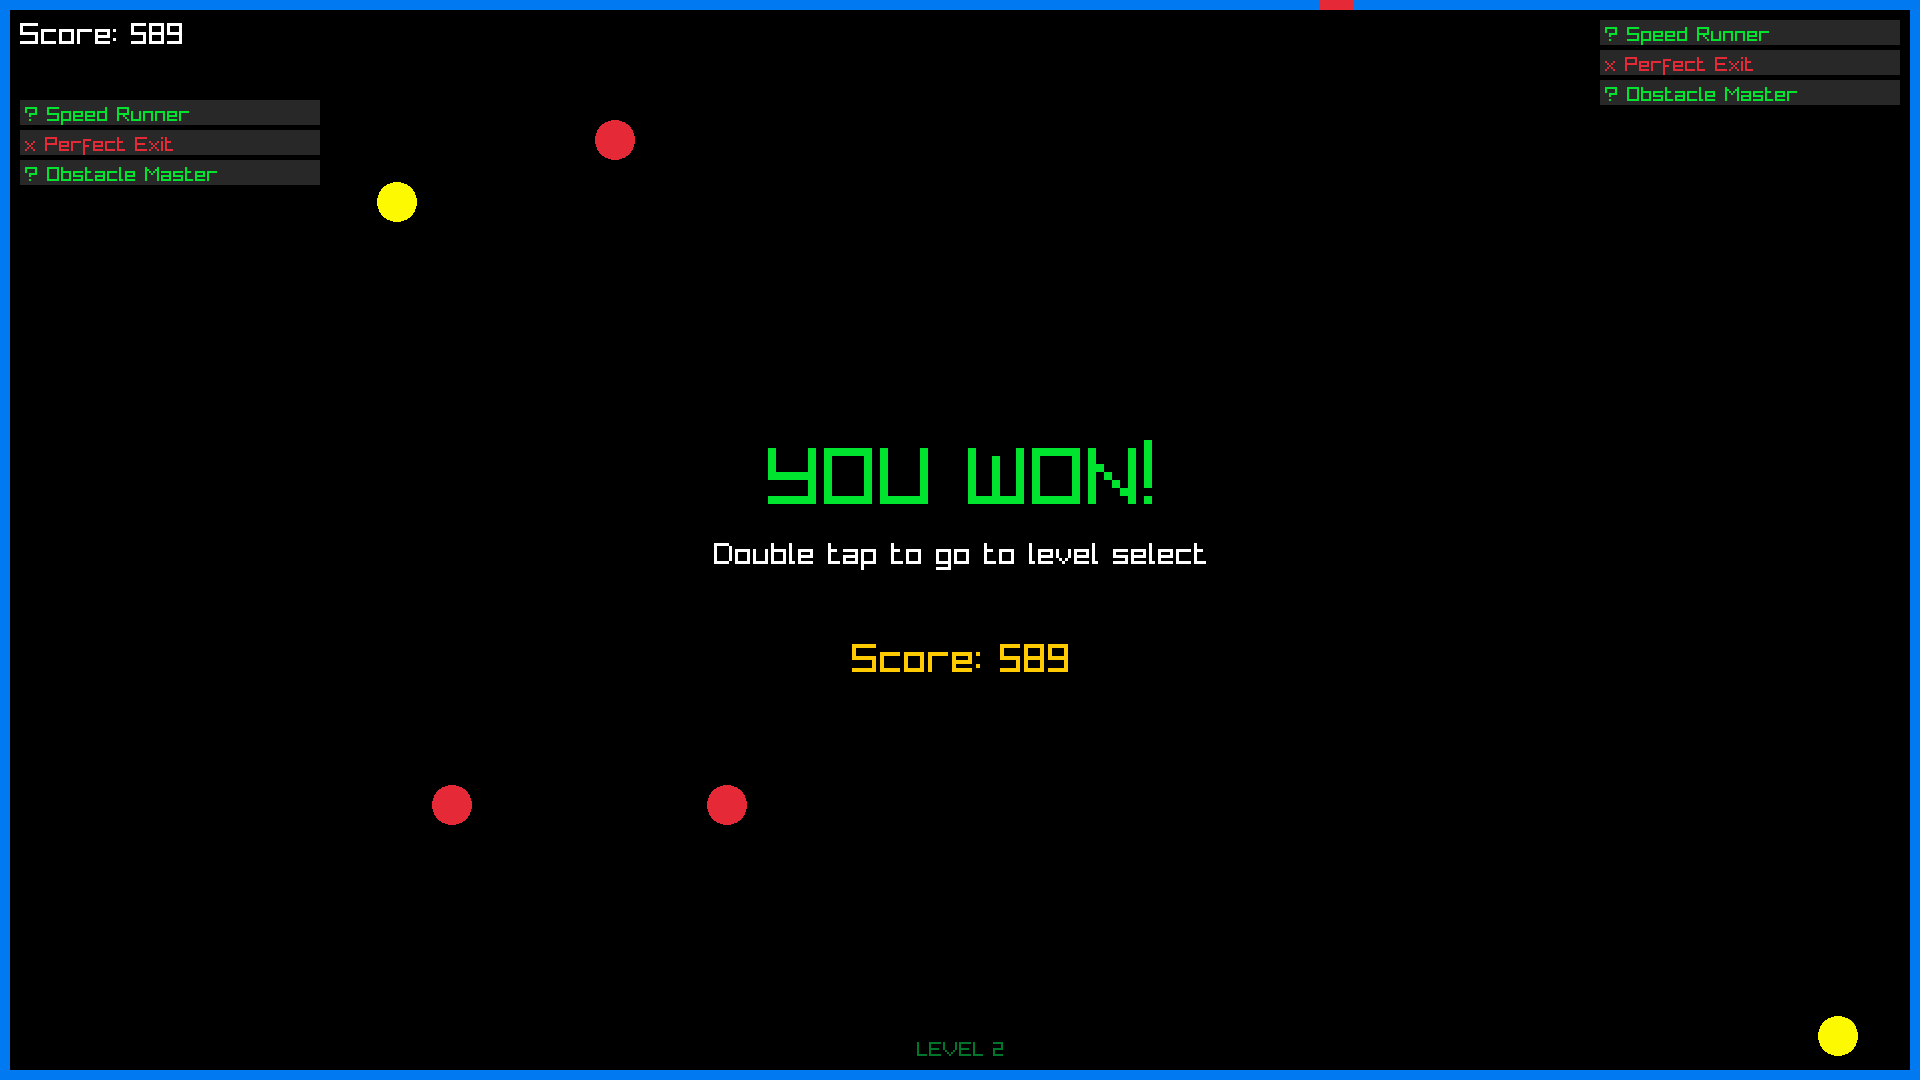 Score: 589
? Speed Runner
x Perfect Exit
? Obstacle Master
? Speed Runner
x Perfect Exit
? Obstacle Master
YOU WON!
Double tap to go to level select
Score: 589
LEVEL 2